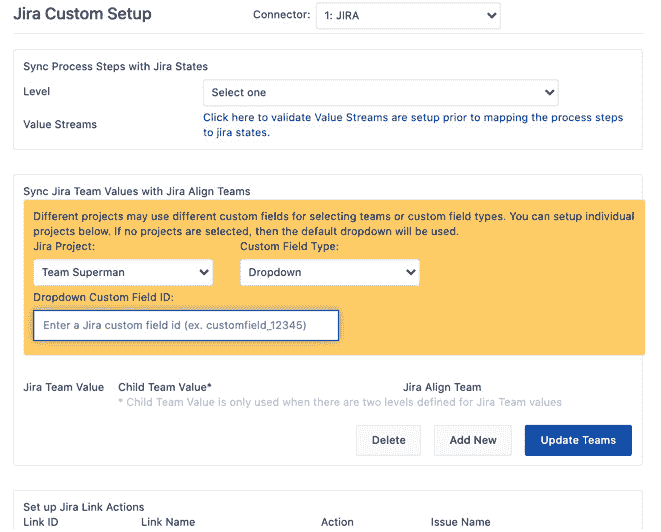 Jira Custom Setup
Connector: 1: JIRA
Sync Process Steps with Jira States
Level Select one
Value Streams Click here to validate Value Streams are setup prior to mapping the process steps
to jira states.
Sync Jira Team Values with Jira Align Teams
Different projects may use different custom fields for selecting teams or custom field types. You can setup individual
projects below. If no projects are selected, then the default dropdown will be used.
Jira Project: Custom Field Type:
Team Superman Dropdown
Dropdown Custom Field ID:
Enter a Jira custom field id (ex. customfield_12345)
Jira Team Value Child Team Value* Jira Align Team
* Child Team Value is only used when there are two levels defined for Jira Team values
Delete Add New Update Teams
Set up Jira Link Actions
Link ID Link Name Action Issue Name